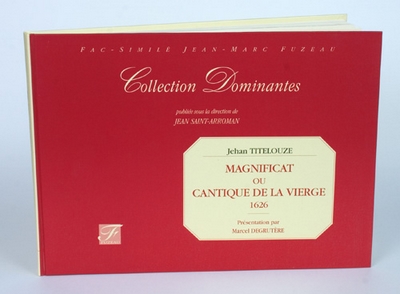 FAC-SIMILÉ JEAN-MARC FUZEAU
Collection Dominantes
publiée sous la direction de
JEAN SAINT-ARROMAN
Jehan TITELOUZE
MAGNIFICAT
OU
CANTIQUE DE LA VIERGE
1626
Présentation par
Marcel DEGRUTÈRE
F